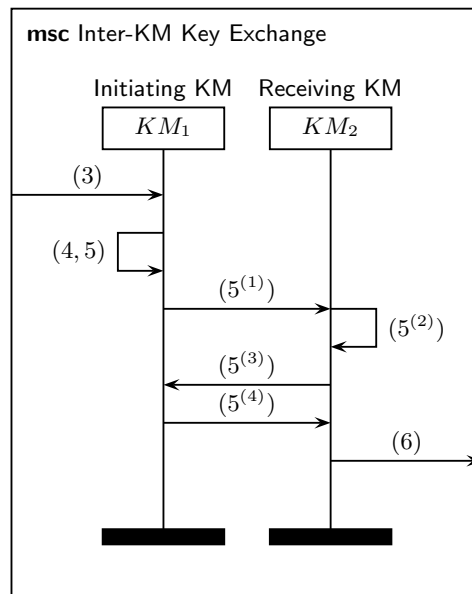 msc Inter-KM Key Exchange
Initiating KM Receiving KM
KM₁ KM₂
(3)
(4, 5)
(5⁽¹⁾)
(5⁽²⁾)
(5⁽³⁾)
(5⁽⁴⁾)
(6)